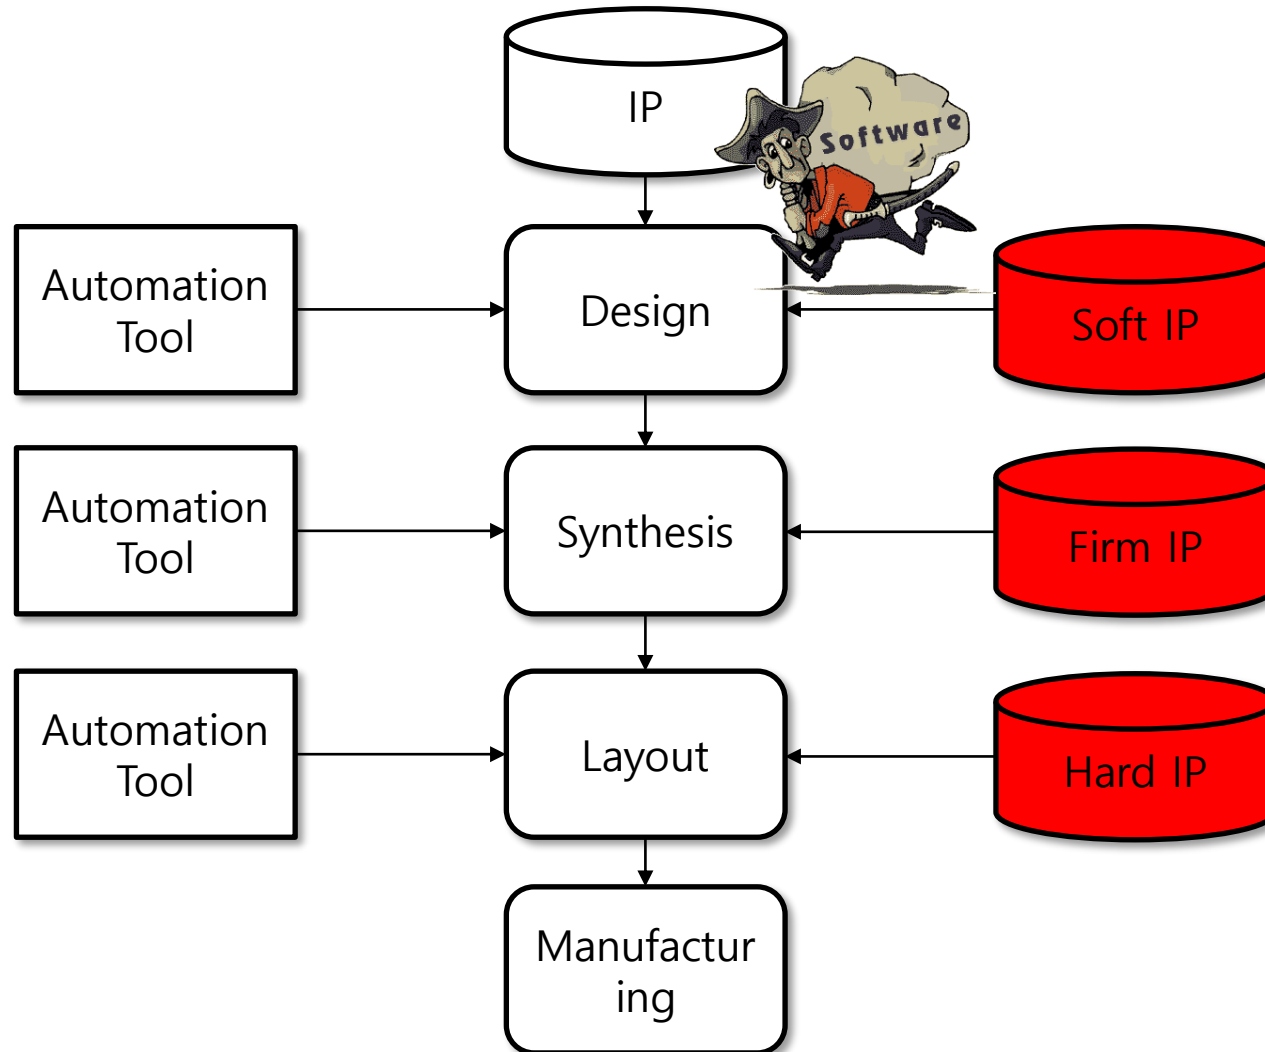 IP
Software
Automation
Tool
Design
Soft IP
Automation
Tool
Synthesis
Firm IP
Automation
Tool
Layout
Hard IP
Manufactur
ing